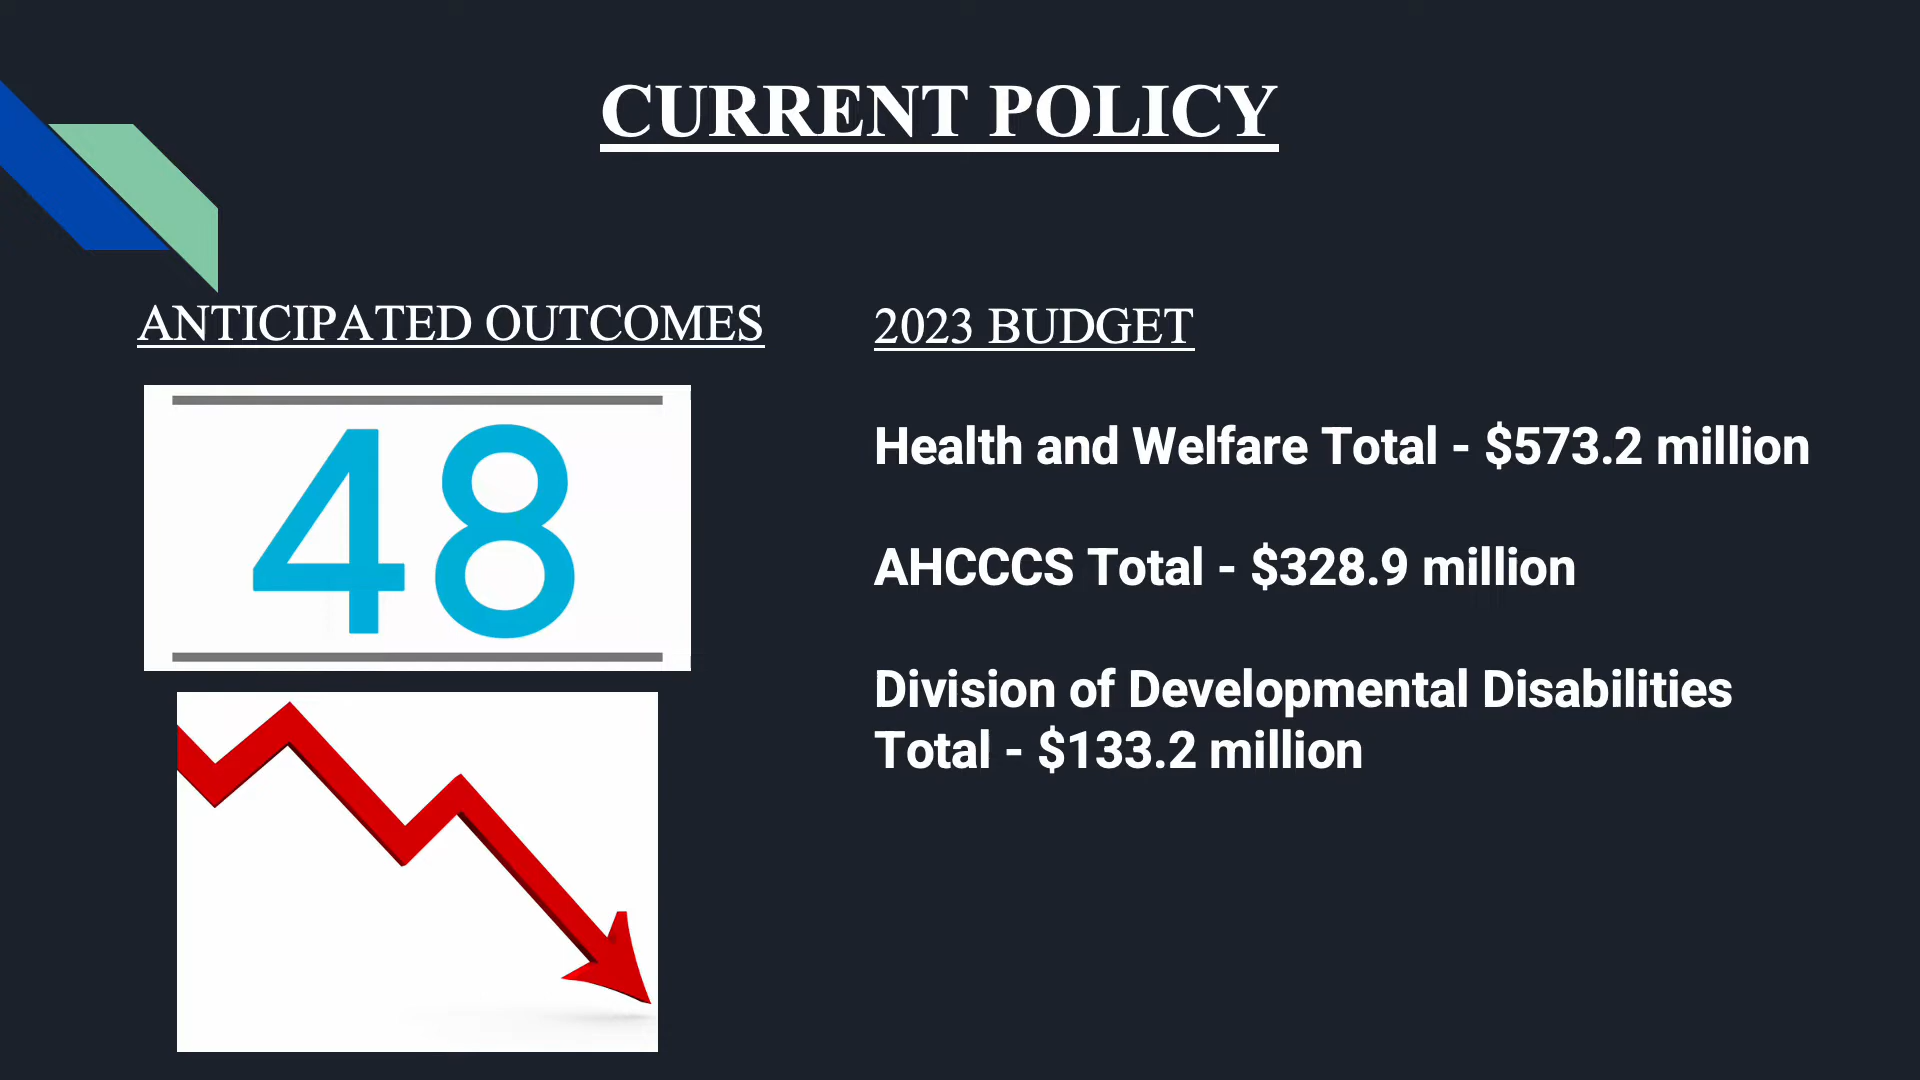 CURRENT POLICY
ANTICIPATED OUTCOMES
48
2023 BUDGET
Health and Welfare Total - $573.2 million
AHCCCS Total - $328.9 million
Division of Developmental Disabilities
Total - $133.2 million